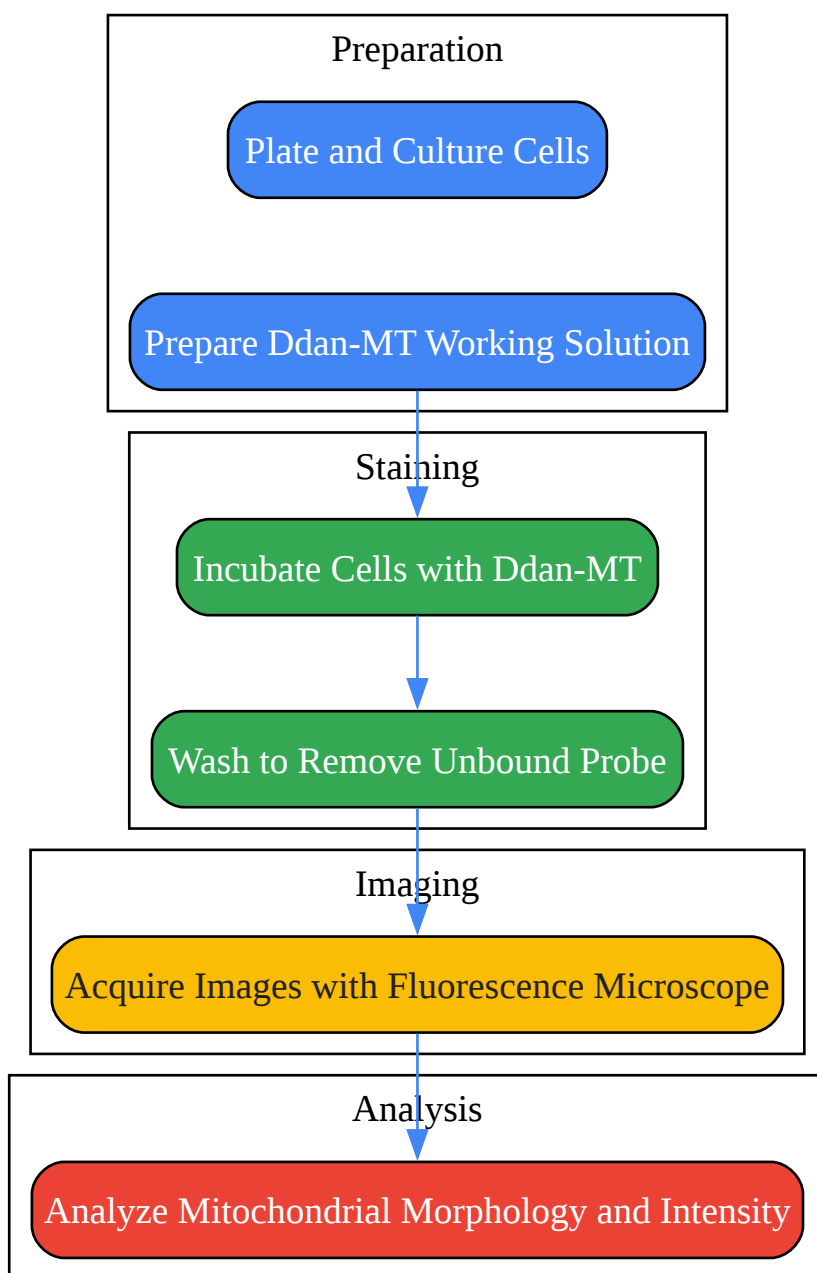 Preparation
Plate and Culture Cells
Prepare Ddan-MT Working Solution
Staining
Incubate Cells with Ddan-MT
Wash to Remove Unbound Probe
Imaging
Acquire Images with Fluorescence Microscope
Analysis
Analyze Mitochondrial Morphology and Intensity